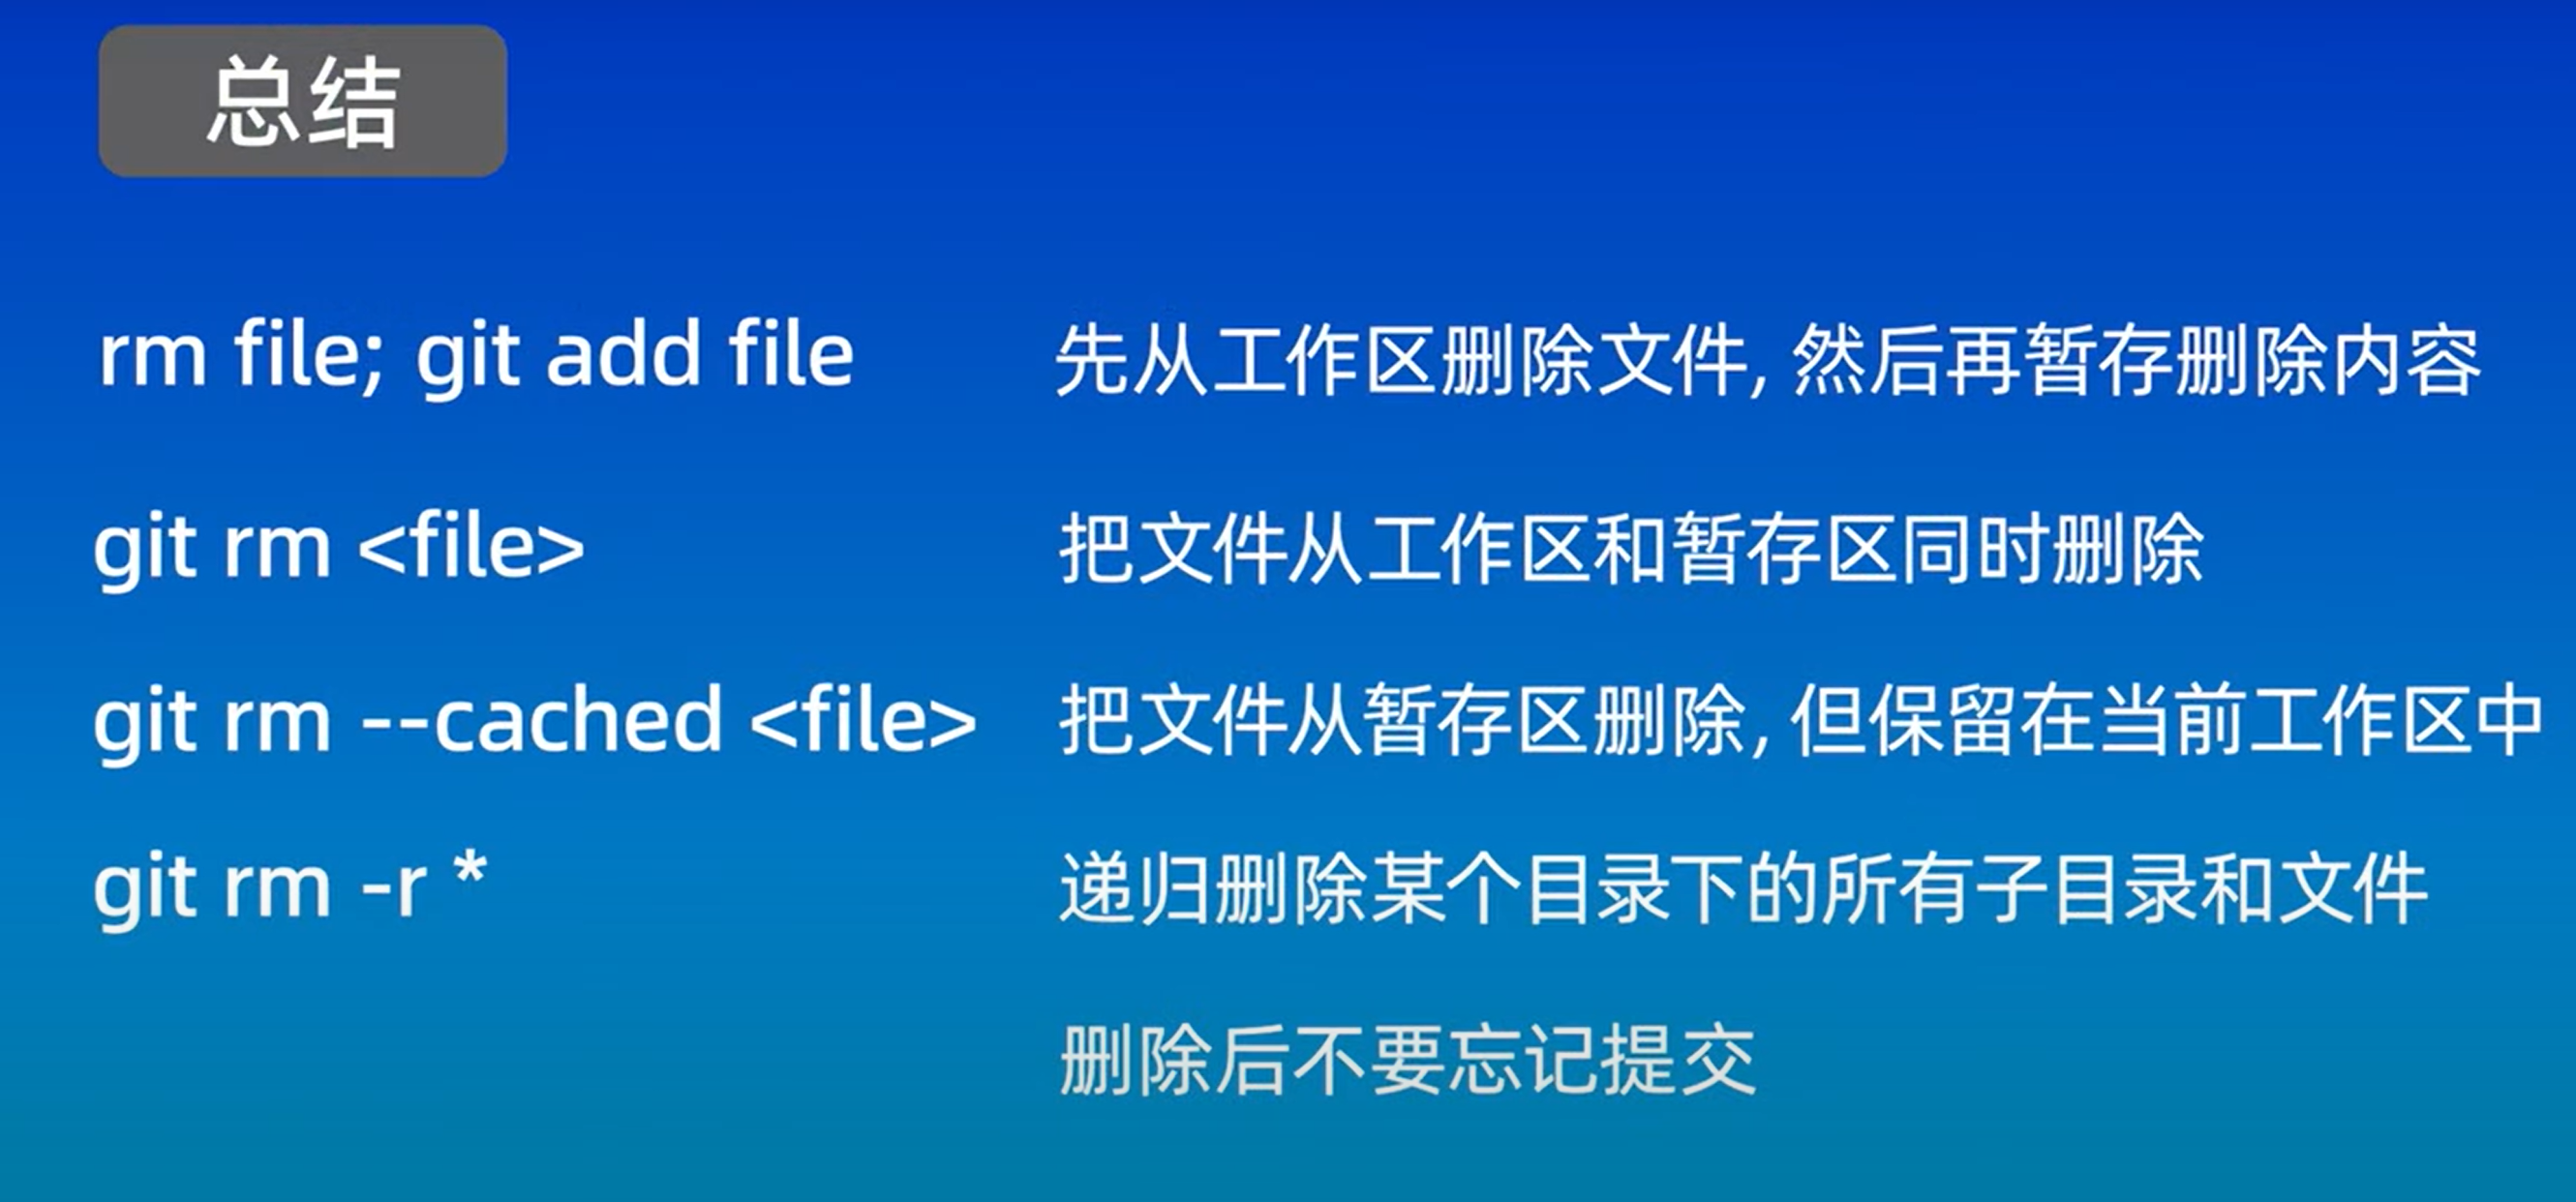 总结
rm file; git add file 先从工作区删除文件, 然后再暂存删除内容
git rm <file> 把文件从工作区和暂存区同时删除
git rm --cached <file> 把文件从暂存区删除, 但保留在当前工作区中
git rm -r * 递归删除某个目录下的所有子目录和文件
删除后不要忘记提交